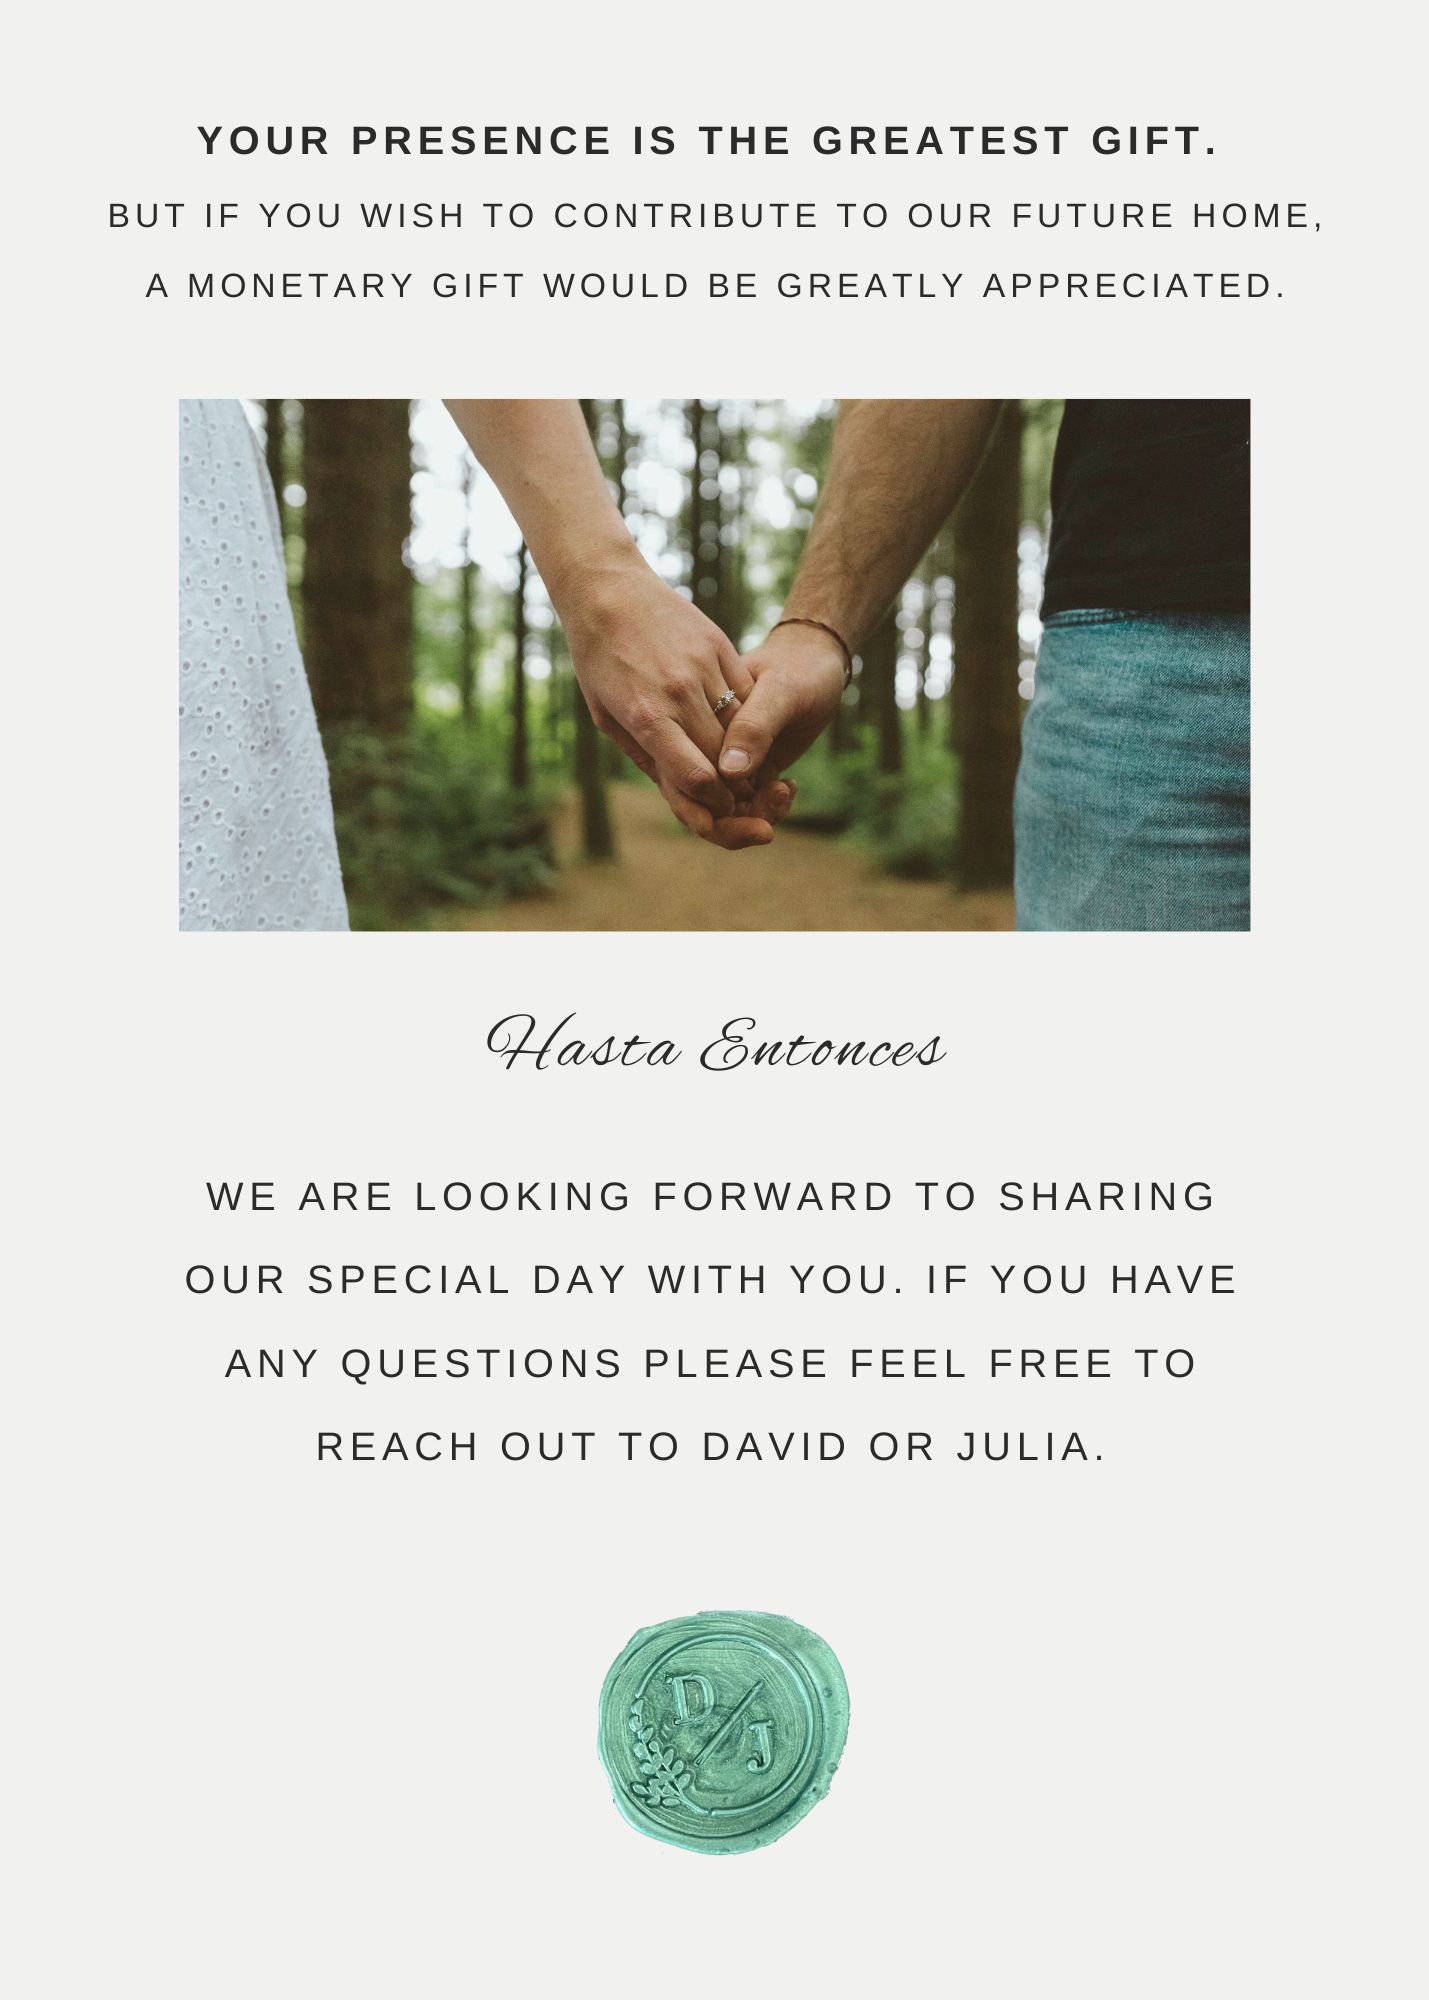 YOUR PRESENCE IS THE GREATEST GIFT.
BUT IF YOU WISH TO CONTRIBUTE TO OUR FUTURE HOME,
A MONETARY GIFT WOULD BE GREATLY APPRECIATED.
Hasta Entonces
WE ARE LOOKING FORWARD TO SHARING
OUR SPECIAL DAY WITH YOU. IF YOU HAVE
ANY QUESTIONS PLEASE FEEL FREE TO
REACH OUT TO DAVID OR JULIA.
D/J